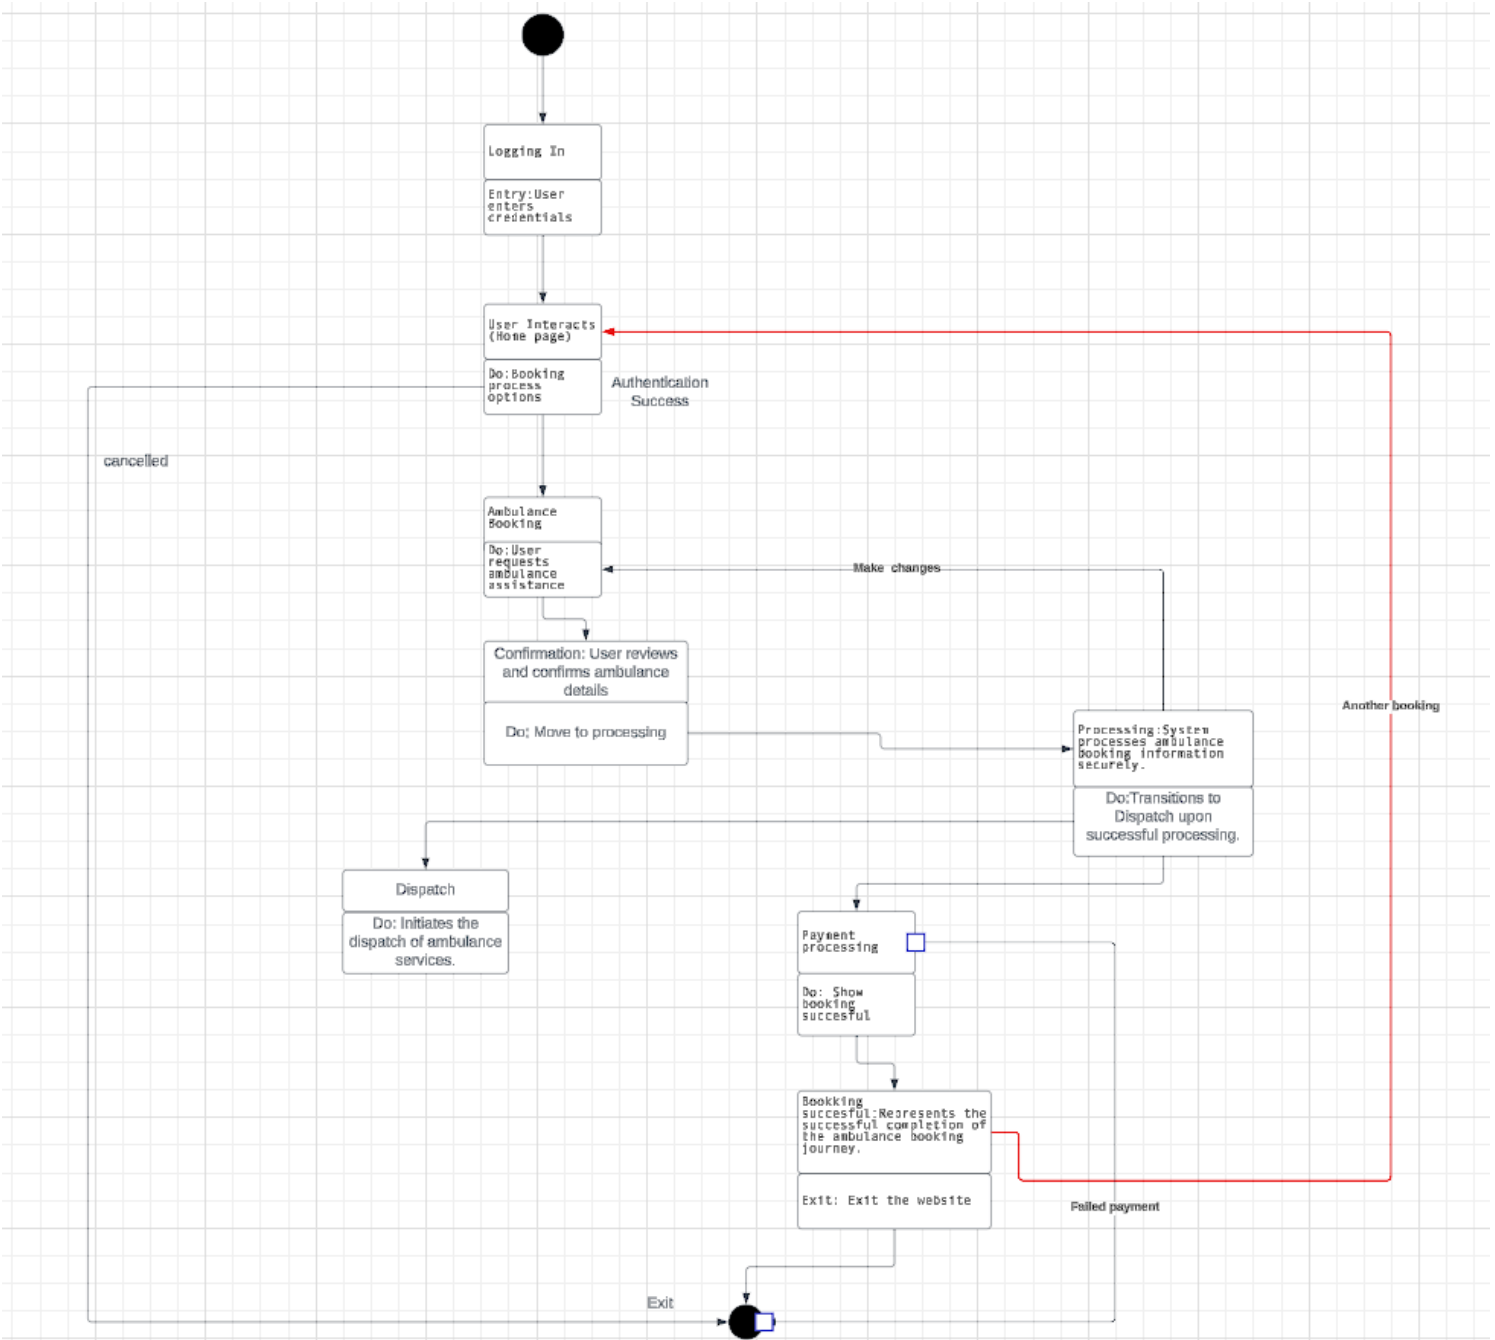 Logging In
Entry:User
enters
credentials
User Interacts
(Home page)
Do:Booking
process
options
Authentication
Success
cancelled
Ambulance
Booking
Do:User
requests
ambulance
assistance
Make changes
Confirmation: User reviews
and confirms ambulance
details
Do; Move to processing
Another booking
Processing:System
processes ambulance
booking information
securely.
Do:Transitions to
Dispatch upon
successful processing.
Dispatch
Do: Initiates the
dispatch of ambulance
services.
Payment
processing
Do: Show
booking
succesful
Bookking
succesful:Represents the
successful completion of
the ambulance booking
journey.
Exit: Exit the website
Failed payment
Exit